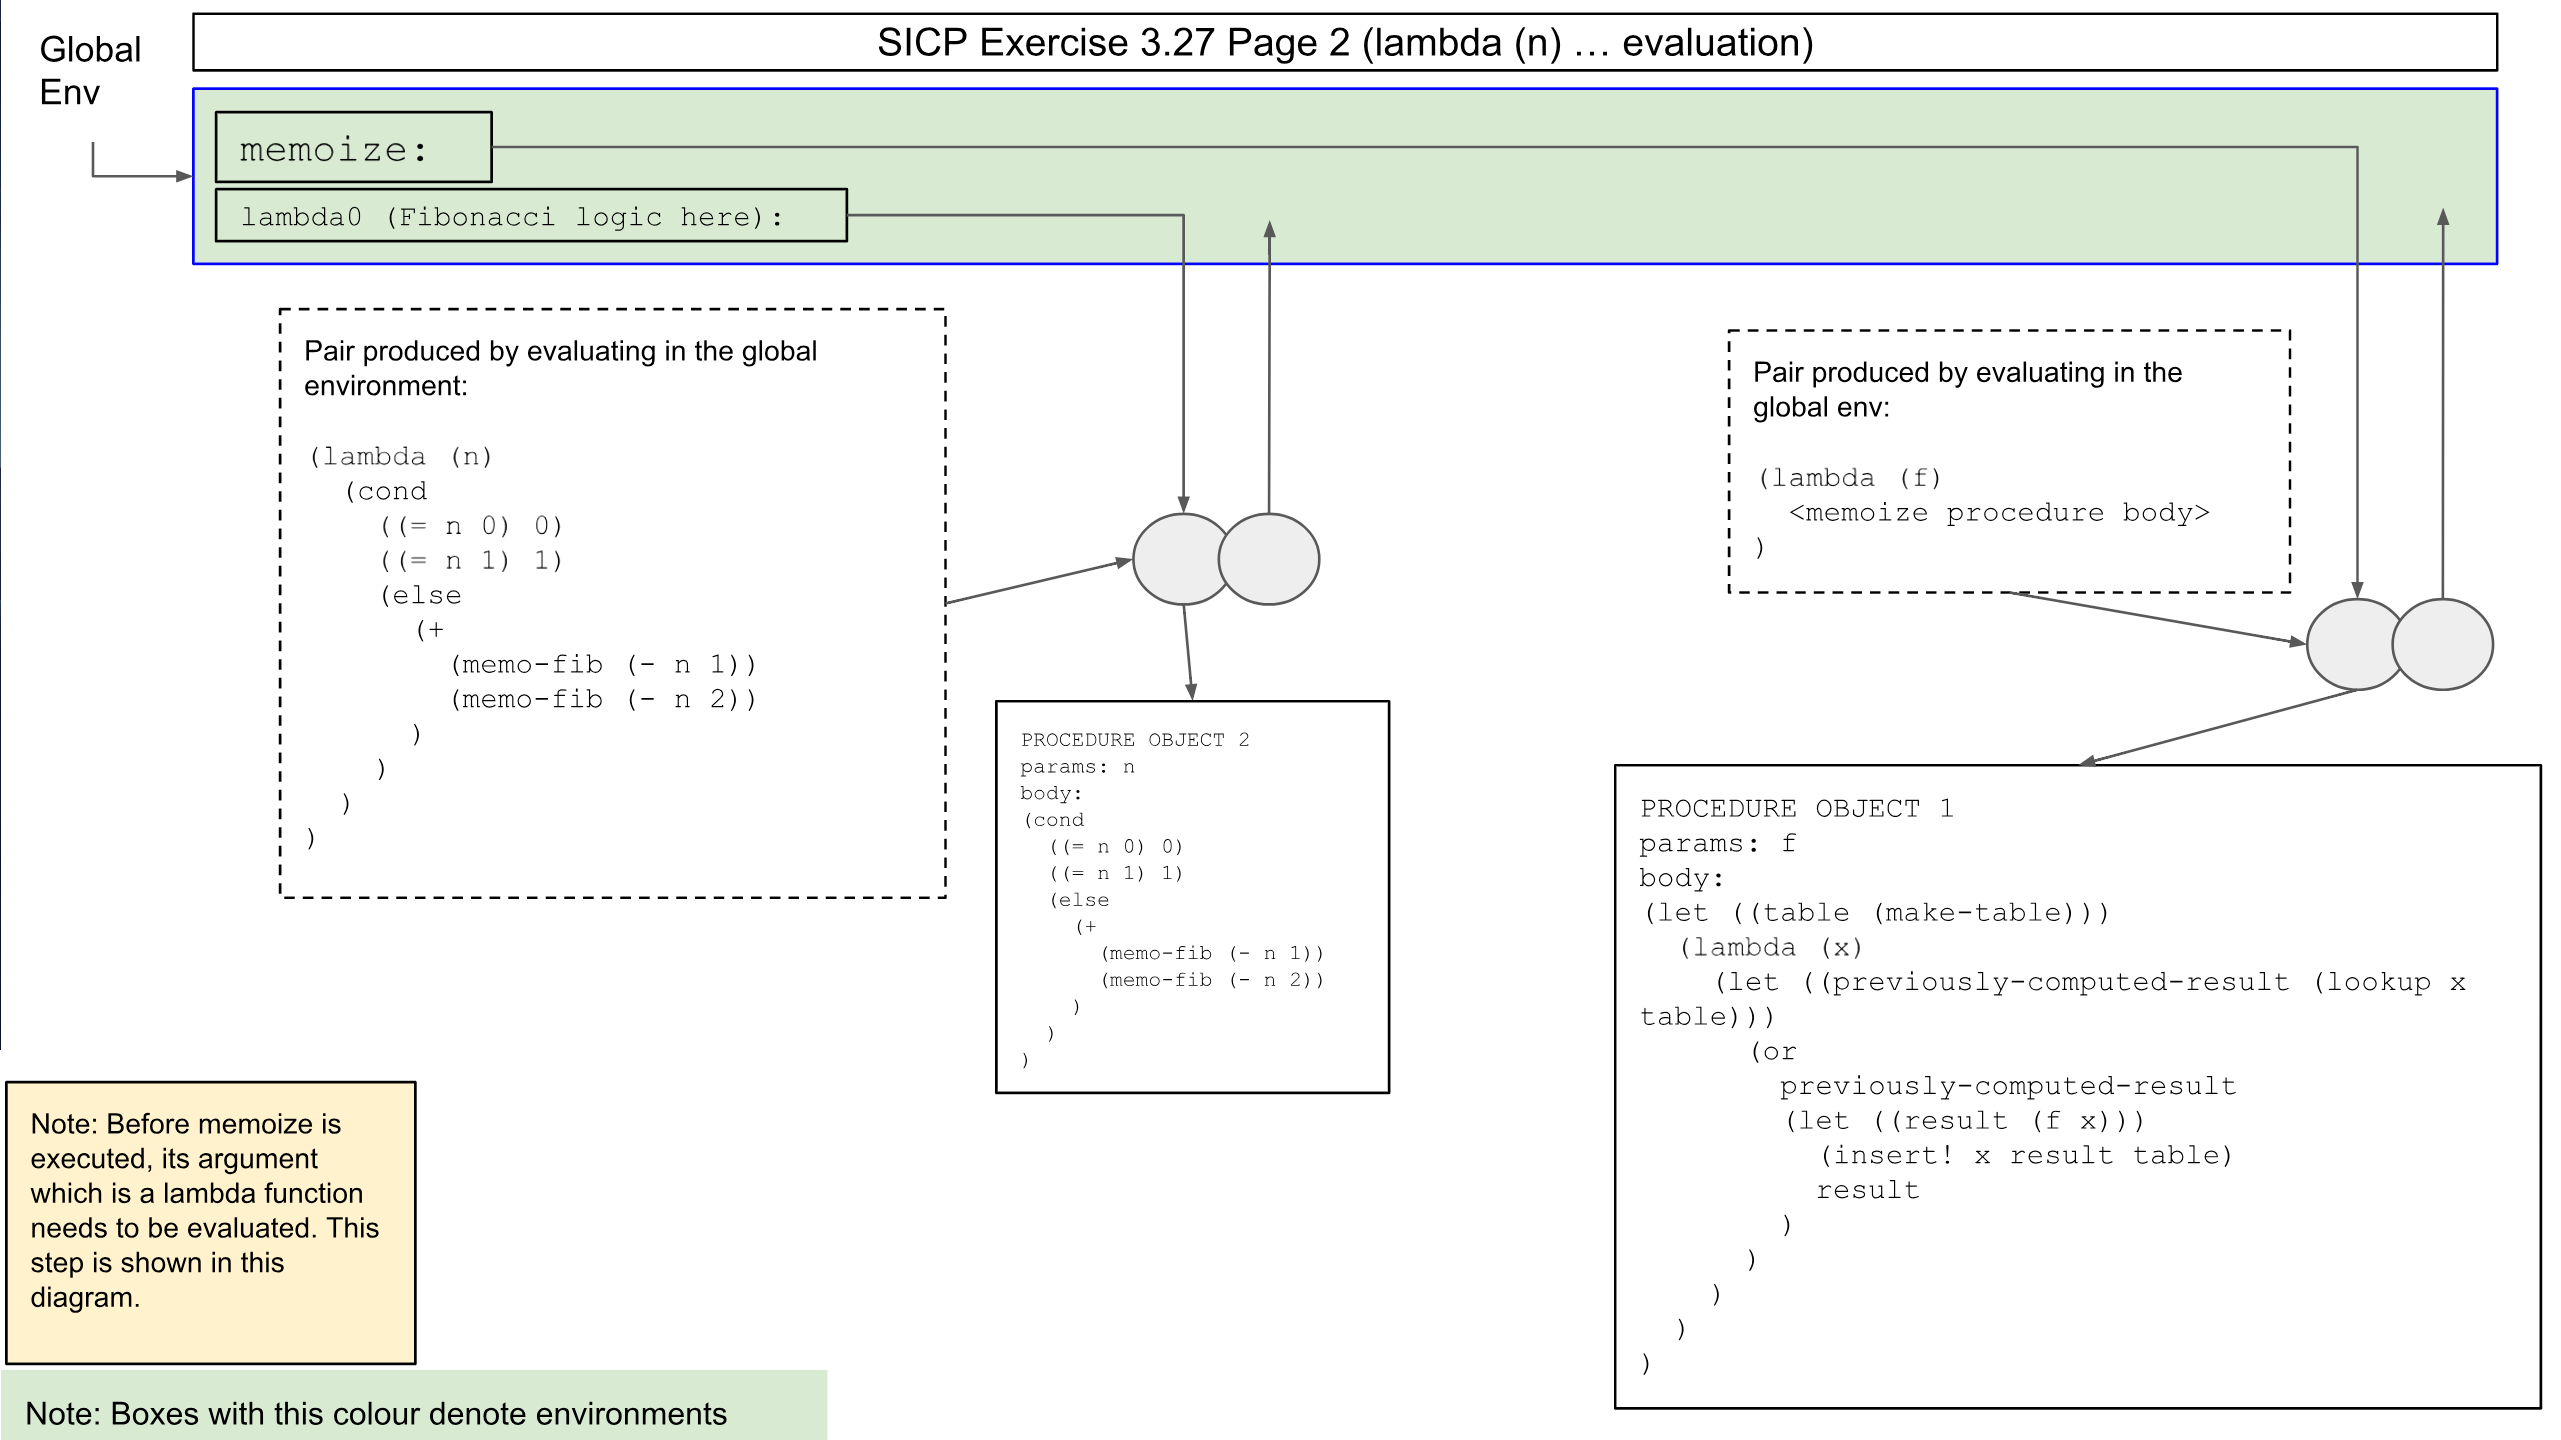 SICP Exercise 3.27 Page 2 (lambda (n) … evaluation)
Global
Env
memoize:
lambda0 (Fibonacci logic here):
Pair produced by evaluating in the global
environment:
(lambda (n)
(cond
((= n 0) 0)
((= n 1) 1)
(else
(+
(memo-fib (- n 1))
(memo-fib (- n 2))
)
)
)
)
Pair produced by evaluating in the
global env:
(lambda (f)
<memoize procedure body>
)
PROCEDURE OBJECT 2
params: n
body:
(cond
((= n 0) 0)
((= n 1) 1)
(else
(+
(memo-fib (- n 1))
(memo-fib (- n 2))
)
)
)
PROCEDURE OBJECT 1
params: f
body:
(let ((table (make-table)))
(lambda (x)
(let ((previously-computed-result (lookup x
table)))
(or
previously-computed-result
(let ((result (f x)))
(insert! x result table)
result
)
)
)
)
)
Note: Before memoize is
executed, its argument
which is a lambda function
needs to be evaluated. This
step is shown in this
diagram.
Note: Boxes with this colour denote environments